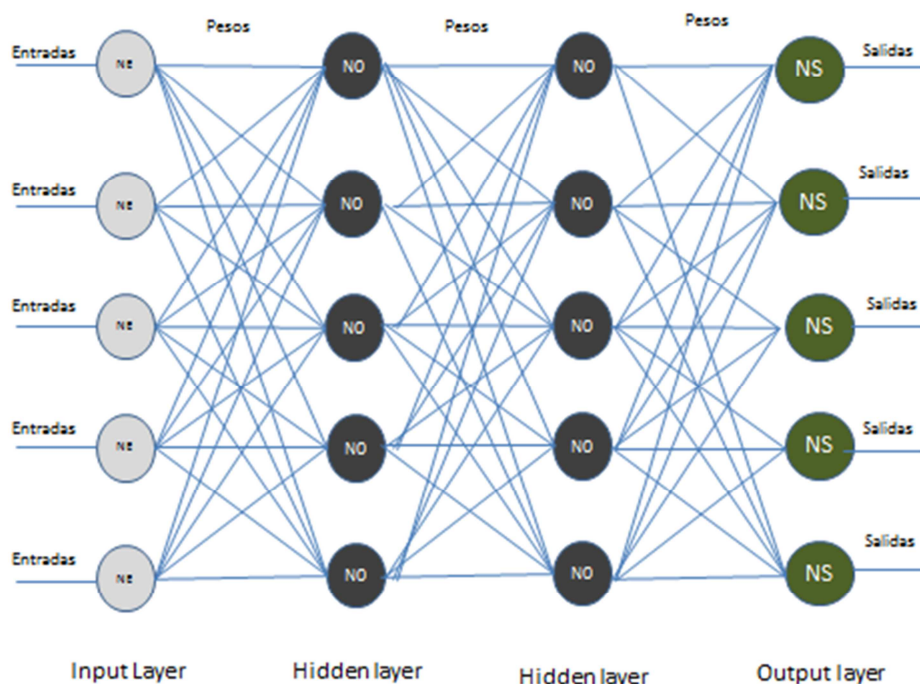 Pesos Pesos Pesos
Entradas NE NO NO NS Salidas
Entradas NE NO NO NS Salidas
Entradas NE NO NO NS Salidas
Entradas NE NO NO NS Salidas
Entradas NE NO NO NS Salidas
Input Layer Hidden layer Hidden layer Output layer